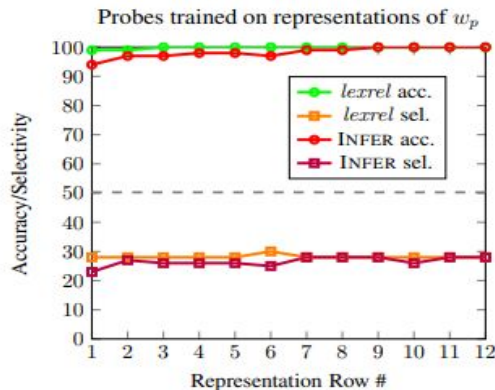 Probes trained on representations of w_p
100
90
80
70
60
50
40
30
20
10
0
Accuracy/Selectivity
lexrel acc.
lexrel sel.
INFER acc.
INFER sel.
1 2 3 4 5 6 7 8 9 10 11 12
Representation Row #